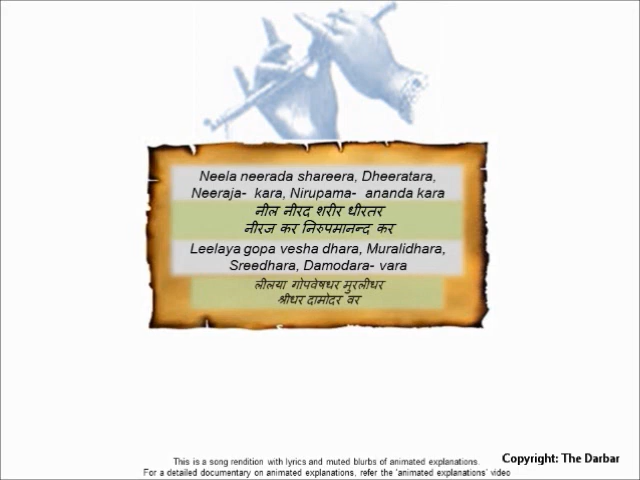 Neela neerada shareera, Dheeratara,
Neeraja- kara, Nirupama- ananda kara
नील नीरद शरीर धीरतर
नीरज कर निरुपमानन्द कर
Leelaya gopa vesha dhara, Muralidhara,
Sreedhara, Damodara- vara
लीलया गोपवेषधर मुरलीधर
श्रीधर दामोदर वर
This is a song rendition with lyrics and muted blurbs of animated explanations.
Copyright: The Darbar
For a detailed documentary on animated explanations, refer the 'animated explanations' video